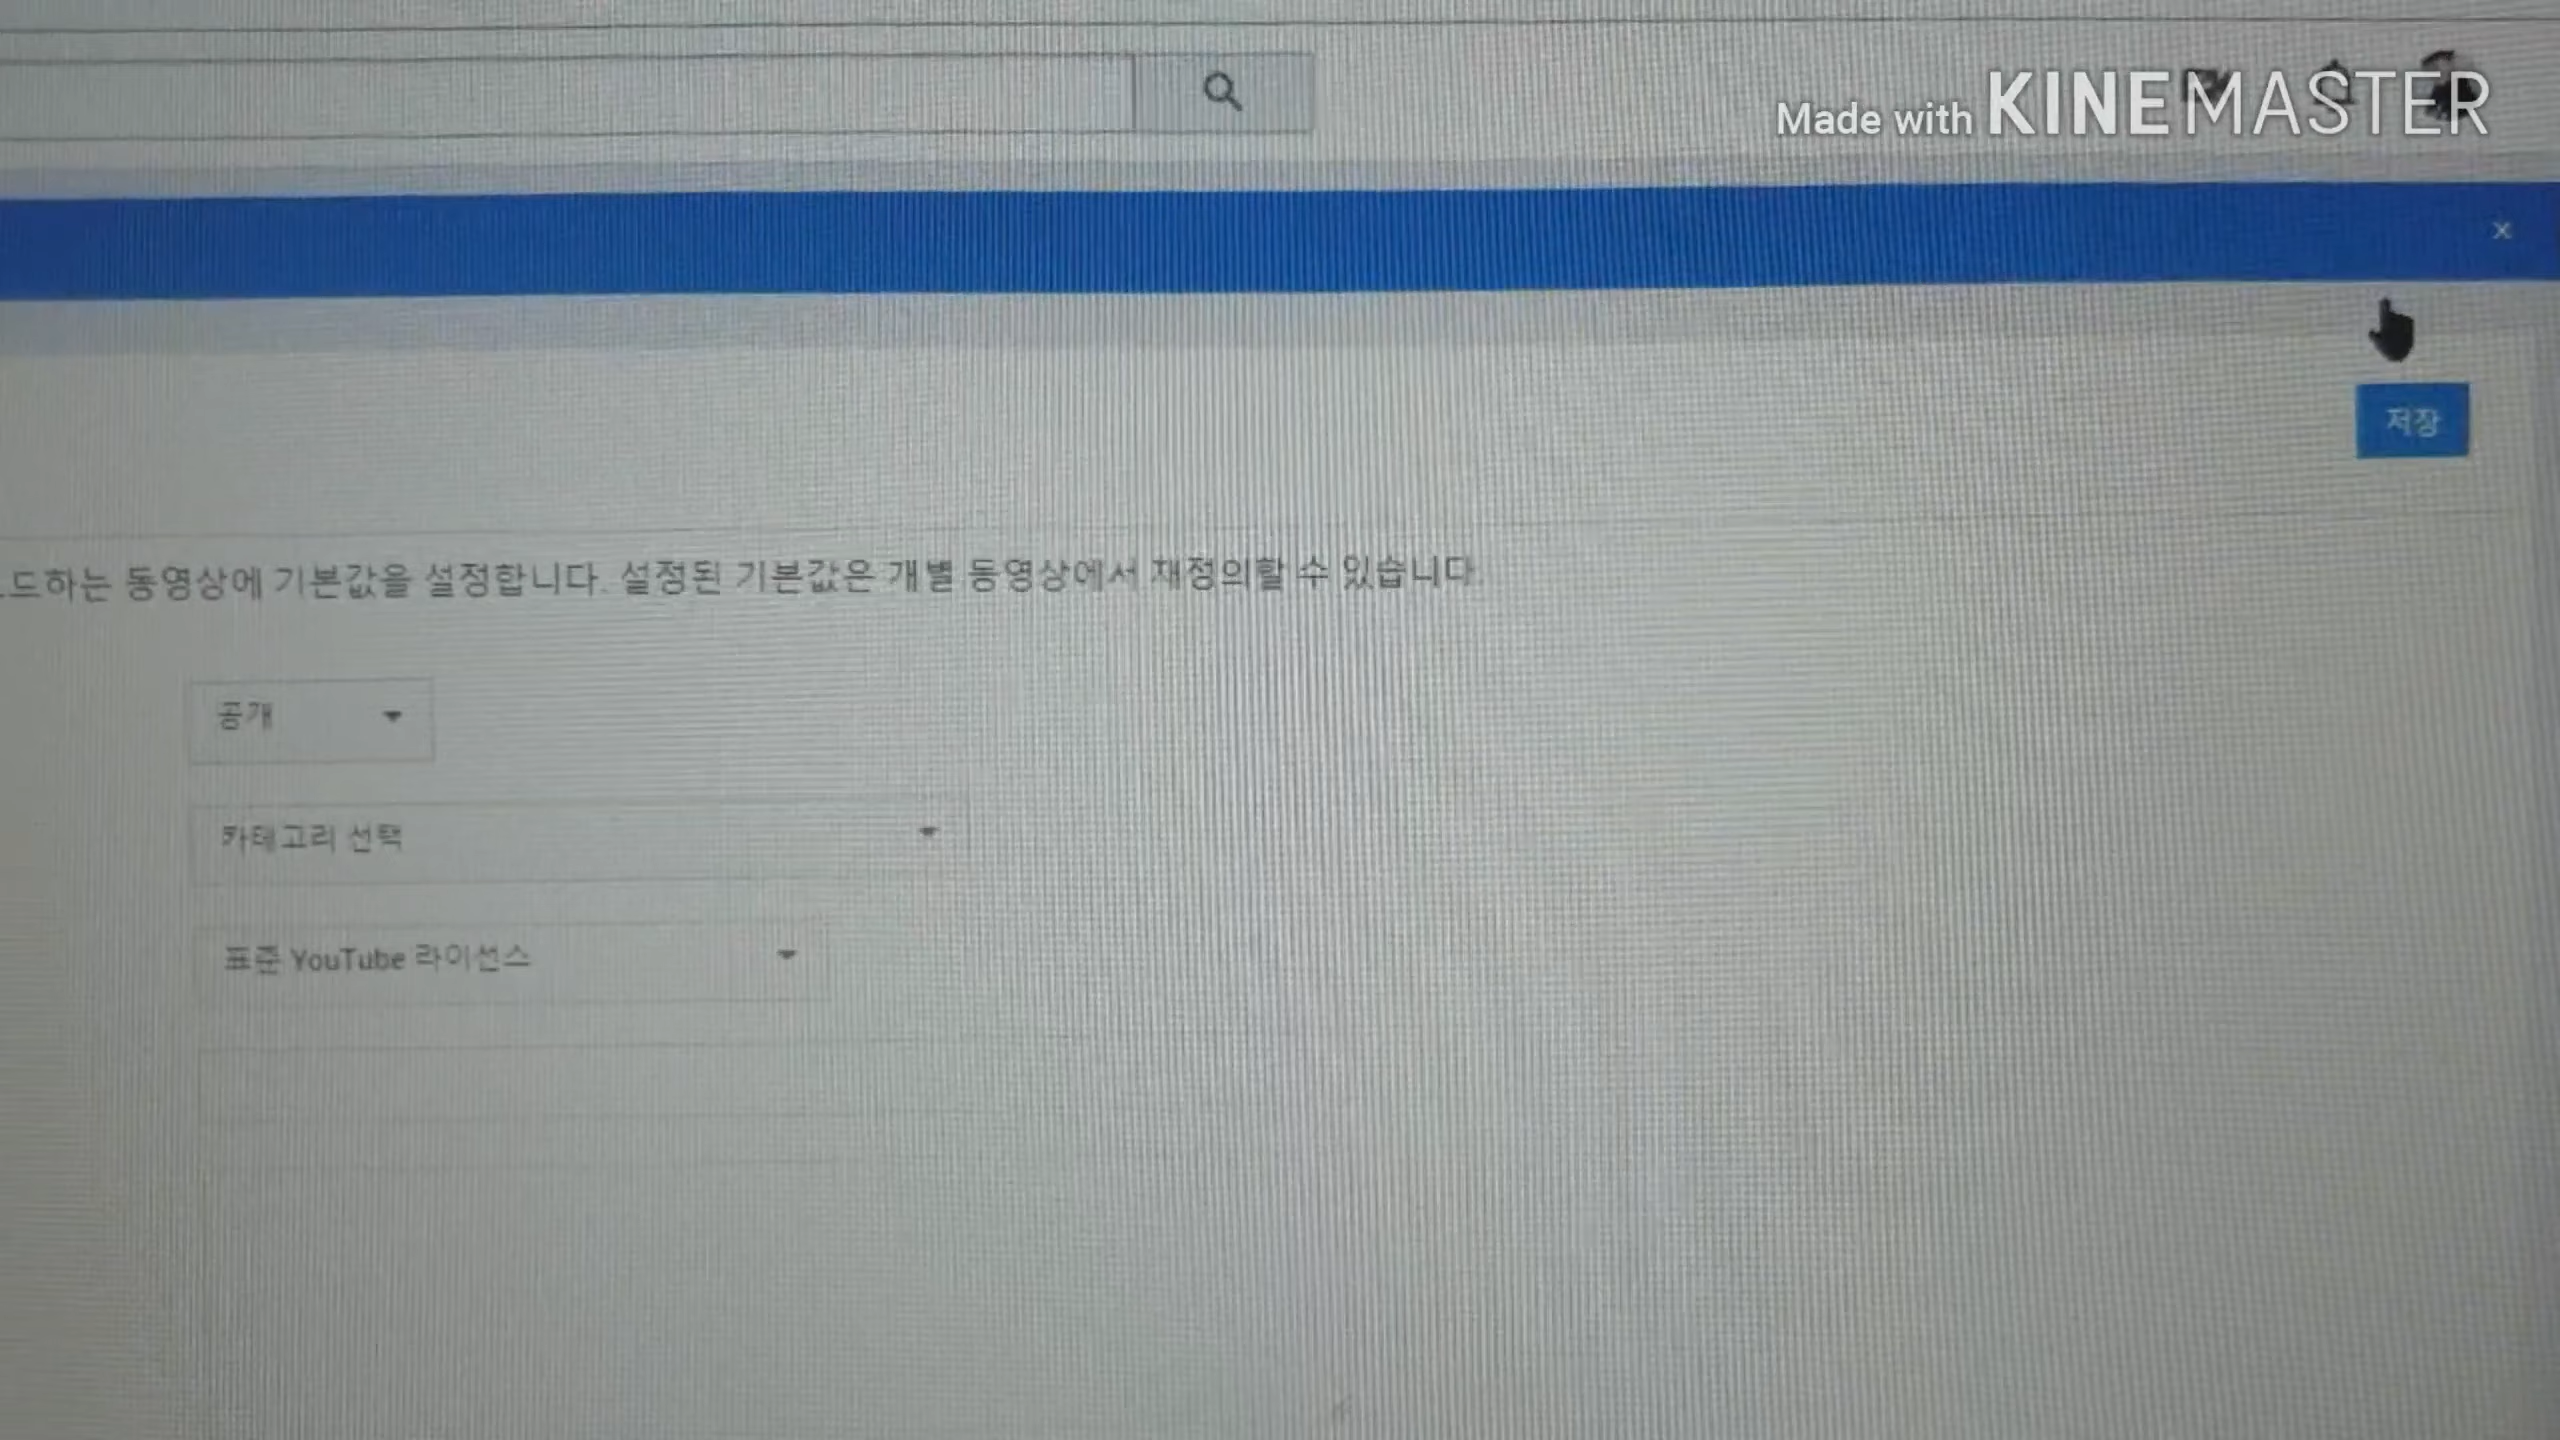 Made with KINEMASTER
×
저장
드하는 동영상에 기본값을 설정합니다. 설정된 기본값은 개별 동영상에서 재정의할 수 있습니다.
공개
카테고리 선택
표준 YouTube 라이선스